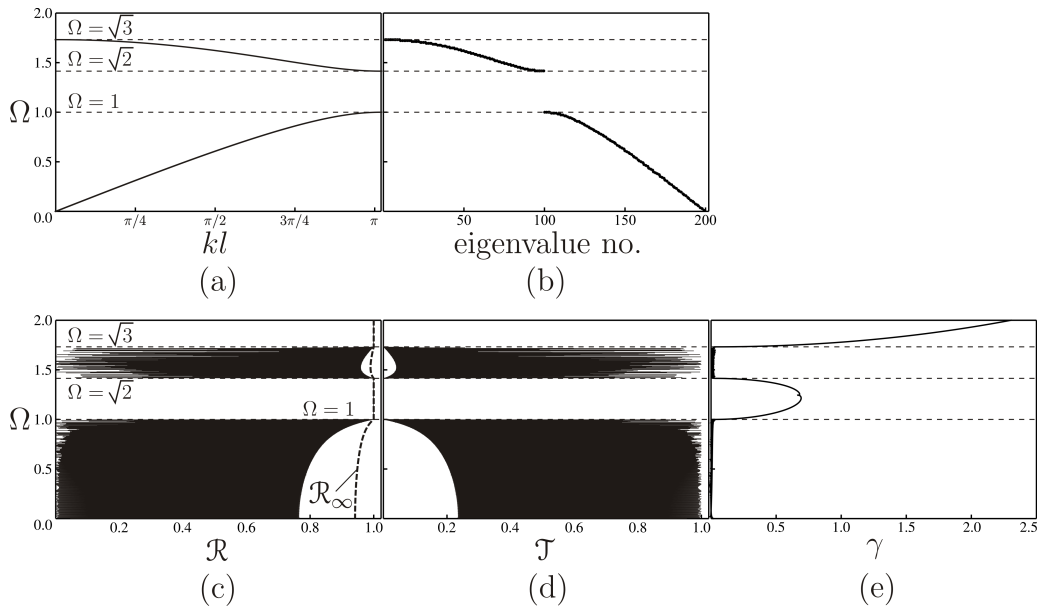 2.0
Ω = √3
1.5
Ω = √2
Ω = 1
Ω 1.0
0.5
0.0
π/4 π/2 3π/4 π
50 100 150 200
kl
eigenvalue no.
(a) (b)
2.0
Ω = √3
1.5
Ω = √2
Ω = 1
Ω 1.0
0.5
ℛ∞
0.0
0.2 0.4 0.6 0.8 1.0
0.2 0.4 0.6 0.8 1.0
0.5 1.0 1.5 2.0 2.5
ℛ 𝒯 γ
(c) (d) (e)